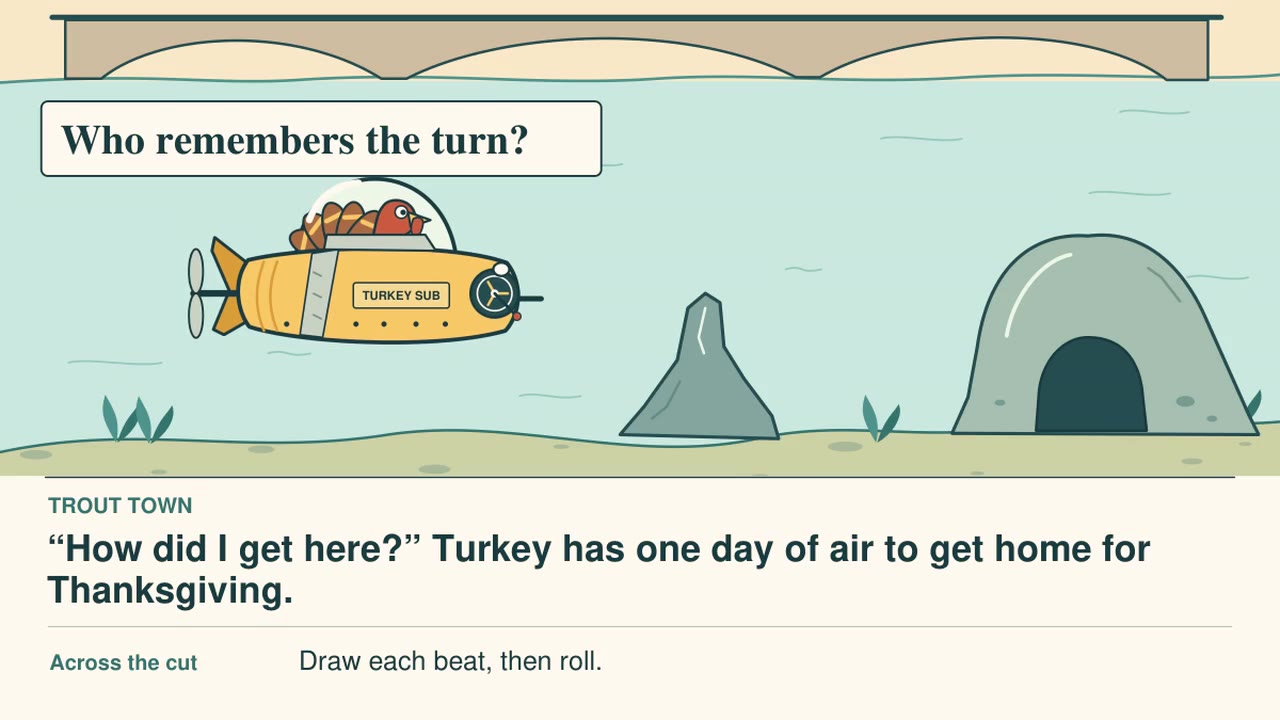 Who remembers the turn?
TURKEY SUB
TROUT TOWN
“How did I get here?” Turkey has one day of air to get home for
Thanksgiving.
Across the cut
Draw each beat, then roll.